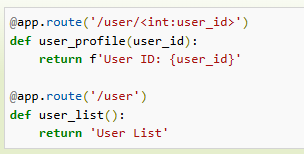 @app.route('/user/<int:user_id>')
def user_profile(user_id):
    return f'User ID: {user_id}'

@app.route('/user')
def user_list():
    return 'User List'